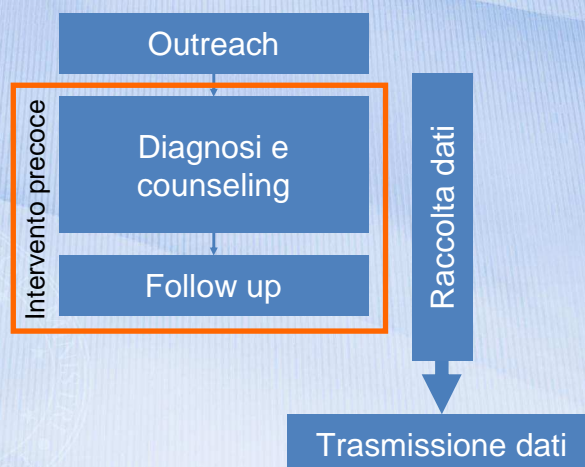 Outreach
Intervento precoce
Diagnosi e
counseling
Follow up
Raccolta dati
Trasmissione dati